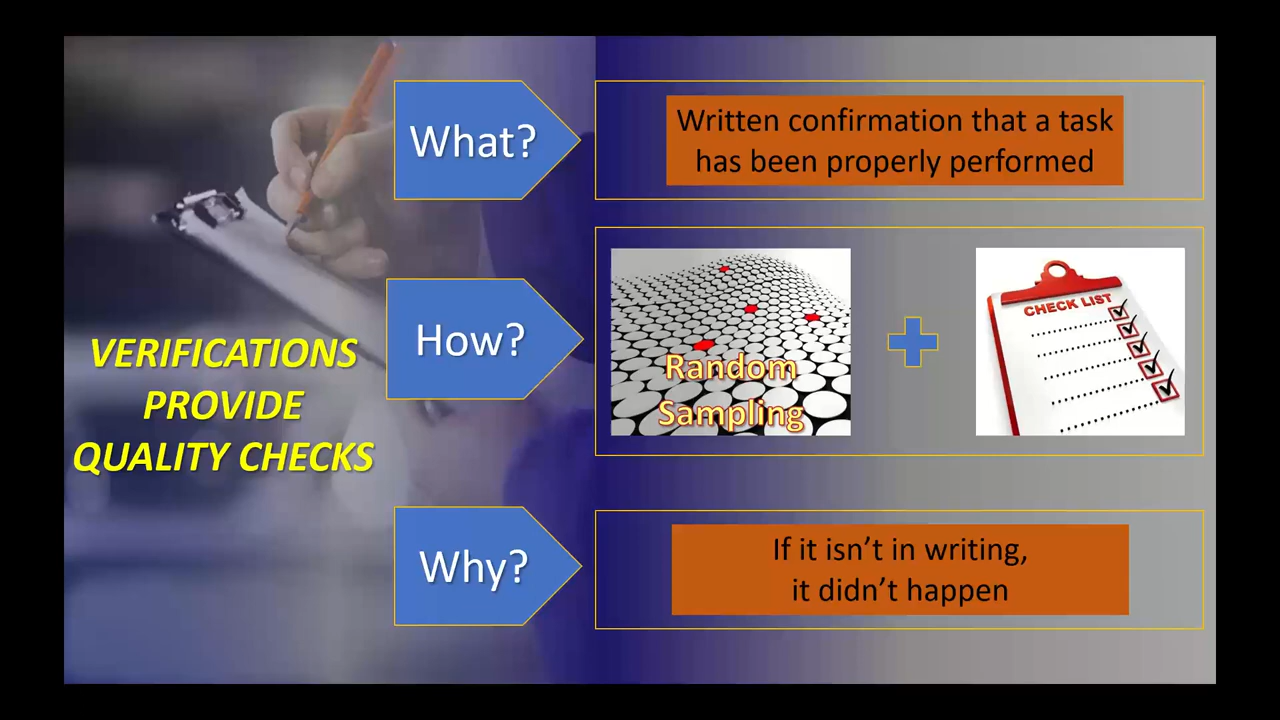 VERIFICATIONS
PROVIDE
QUALITY CHECKS
What?
Written confirmation that a task
has been properly performed
How?
Random
Sampling
CHECK LIST
Why?
If it isn’t in writing,
it didn’t happen